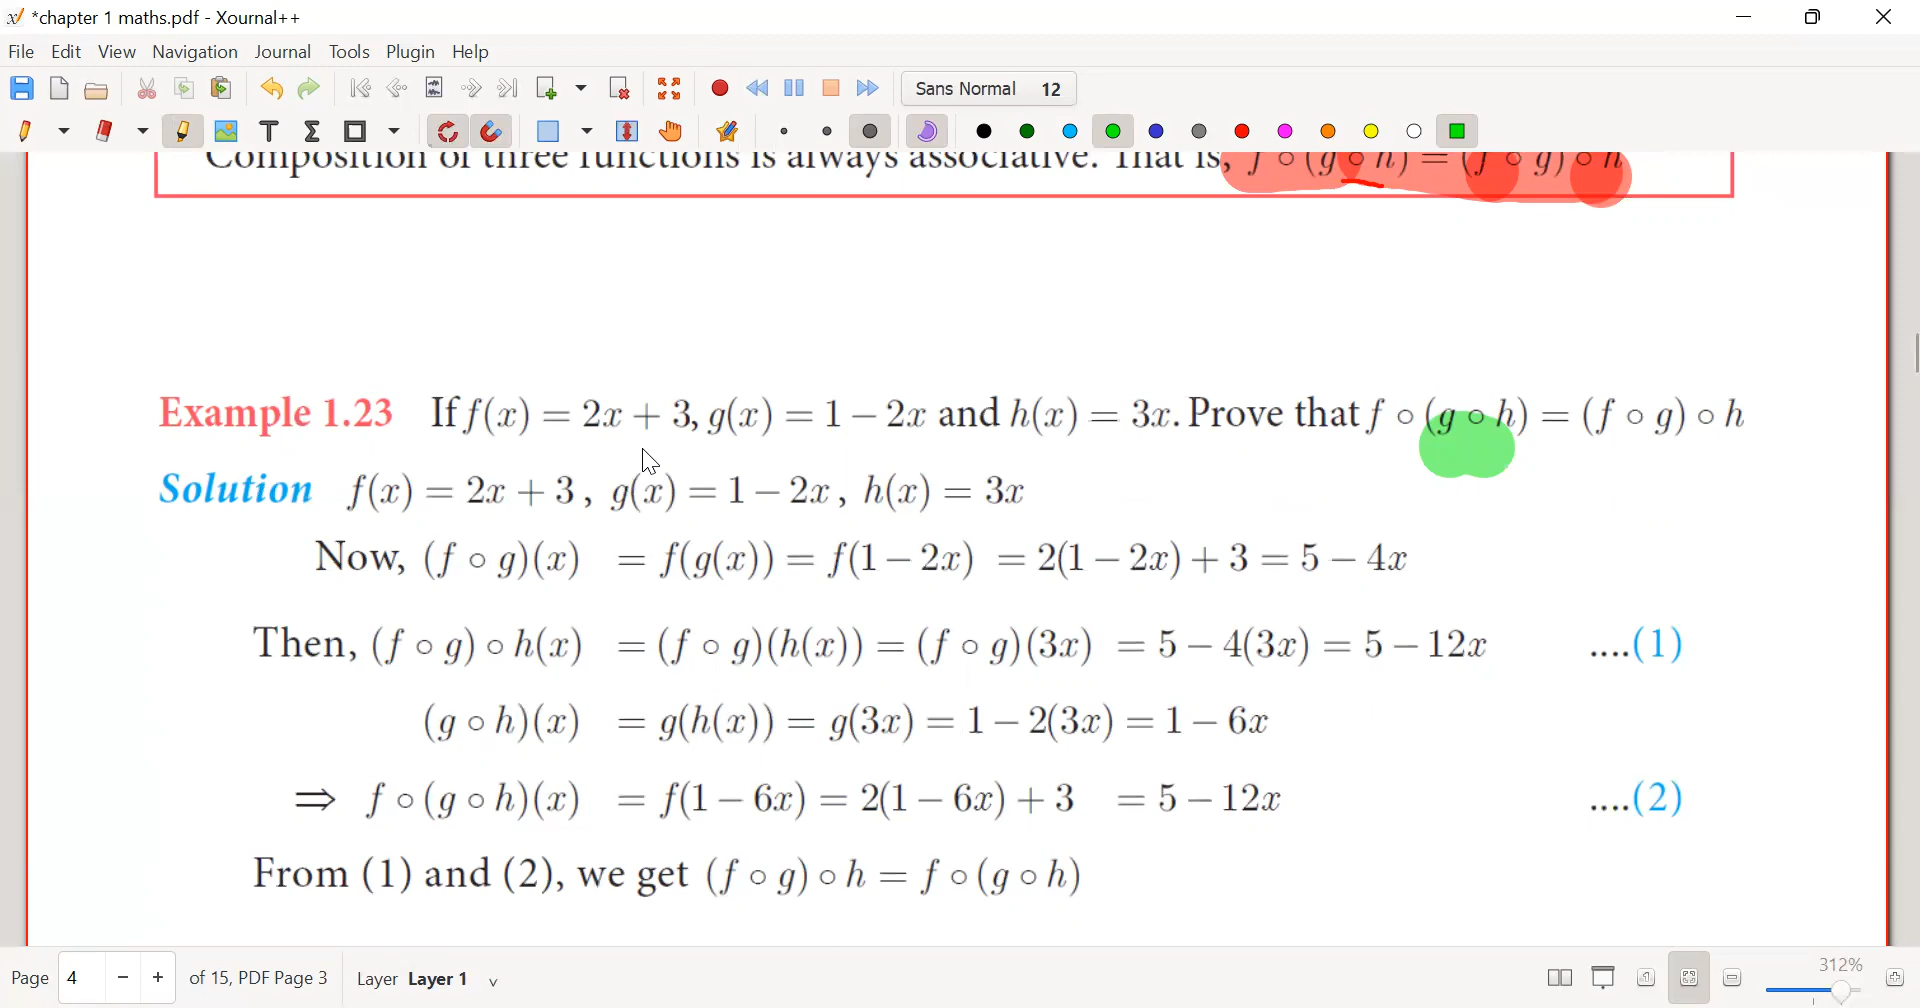 *chapter 1 maths.pdf - Xournal++
File Edit View Navigation Journal Tools Plugin Help
Sans Normal 12
Composition of three functions is always associative. That is, f ∘ (g ∘ h) = (f ∘ g) ∘ h
Example 1.23 If f(x) = 2x + 3, g(x) = 1 − 2x and h(x) = 3x. Prove that f ∘ (g ∘ h) = (f ∘ g) ∘ h
Solution f(x) = 2x + 3, g(x) = 1 − 2x, h(x) = 3x
Now, (f ∘ g)(x) = f(g(x)) = f(1 − 2x) = 2(1 − 2x) + 3 = 5 − 4x
Then, (f ∘ g) ∘ h(x) = (f ∘ g)(h(x)) = (f ∘ g)(3x) = 5 − 4(3x) = 5 − 12x ....(1)
(g ∘ h)(x) = g(h(x)) = g(3x) = 1 − 2(3x) = 1 − 6x
⇒ f ∘ (g ∘ h)(x) = f(1 − 6x) = 2(1 − 6x) + 3 = 5 − 12x ....(2)
From (1) and (2), we get (f ∘ g) ∘ h = f ∘ (g ∘ h)
Page 4 − + of 15, PDF Page 3 Layer Layer 1 312%